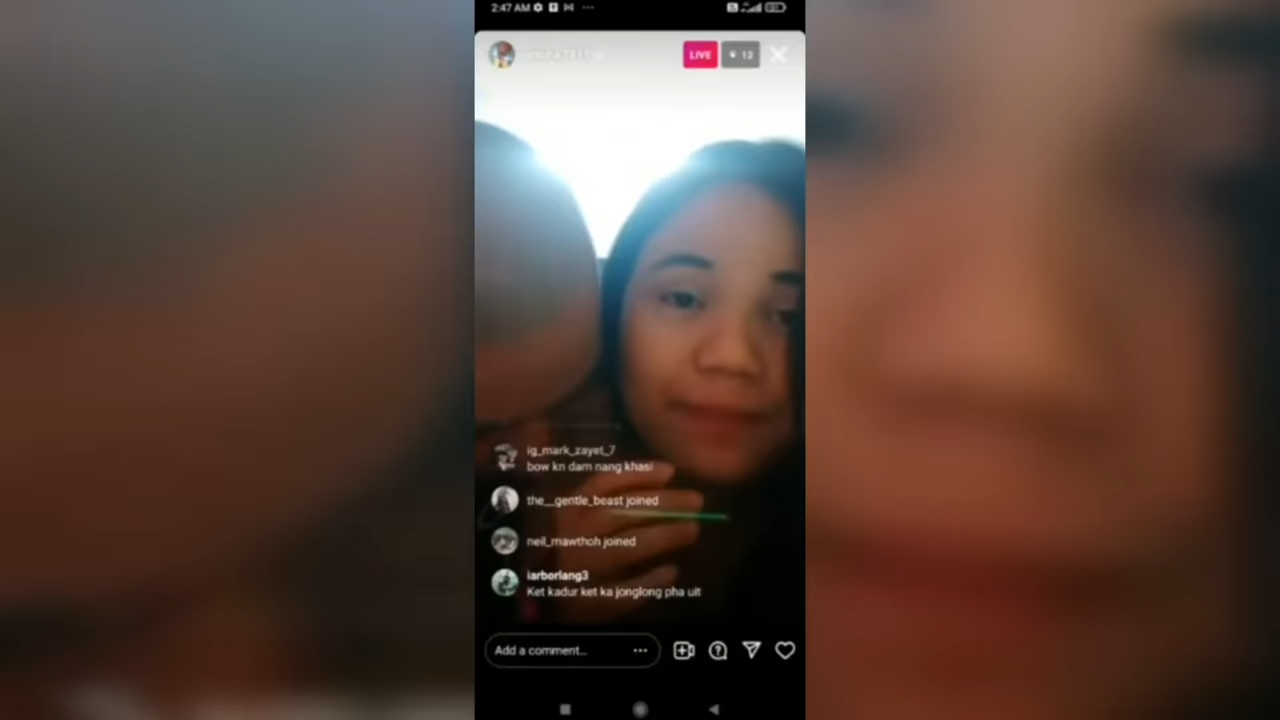 2:47 AM
LIVE
12
ig_mark_zayet_7
bow kn dam nang khasi
the__gentle_beast joined
neil_mawthoh joined
iarborlang3
Ket kadur ket ka jonglong pha uit
Add a comment...